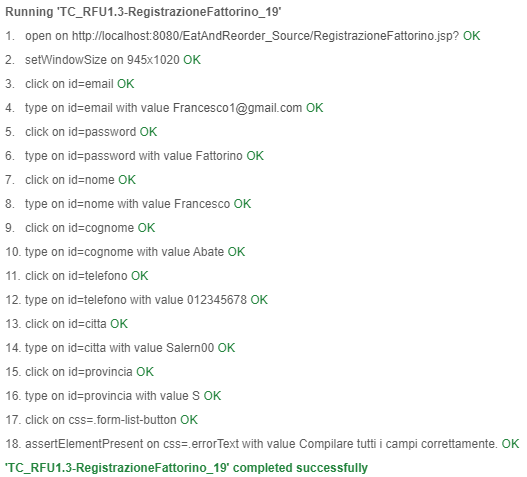 Running 'TC_RFU1.3-RegistrazioneFattorino_19'
1. open on http://localhost:8080/EatAndReorder_Source/RegistrazioneFattorino.jsp? OK
2. setWindowSize on 945x1020 OK
3. click on id=email OK
4. type on id=email with value Francesco1@gmail.com OK
5. click on id=password OK
6. type on id=password with value Fattorino OK
7. click on id=nome OK
8. type on id=nome with value Francesco OK
9. click on id=cognome OK
10. type on id=cognome with value Abate OK
11. click on id=telefono OK
12. type on id=telefono with value 012345678 OK
13. click on id=citta OK
14. type on id=citta with value Salern00 OK
15. click on id=provincia OK
16. type on id=provincia with value S OK
17. click on css=.form-list-button OK
18. assertElementPresent on css=.errorText with value Compilare tutti i campi correttamente. OK
'TC_RFU1.3-RegistrazioneFattorino_19' completed successfully